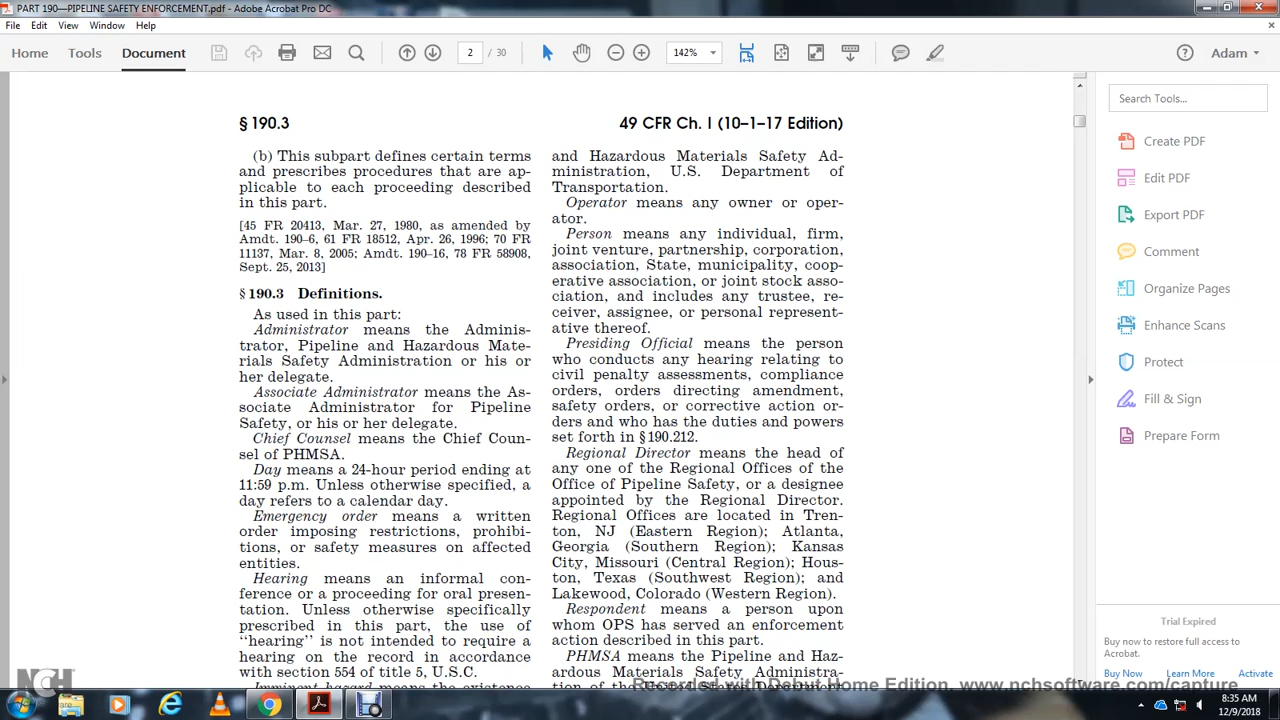 PART 190—PIPELINE SAFETY ENFORCEMENT.pdf - Adobe Acrobat Pro DC
File Edit View Window Help
Home Tools Document 2 / 30 142% Adam
§ 190.3
49 CFR Ch. I (10–1–17 Edition)
(b) This subpart defines certain terms
and prescribes procedures that are ap-
plicable to each proceeding described
in this part.
[45 FR 20413, Mar. 27, 1980, as amended by
Amdt. 190–6, 61 FR 18512, Apr. 26, 1996; 70 FR
11137, Mar. 8, 2005; Amdt. 190–16, 78 FR 58908,
Sept. 25, 2013]
§ 190.3 Definitions.
As used in this part:
Administrator means the Adminis-
trator, Pipeline and Hazardous Mate-
rials Safety Administration or his or
her delegate.
Associate Administrator means the As-
sociate Administrator for Pipeline
Safety, or his or her delegate.
Chief Counsel means the Chief Coun-
sel of PHMSA.
Day means a 24-hour period ending at
11:59 p.m. Unless otherwise specified, a
day refers to a calendar day.
Emergency order means a written
order imposing restrictions, prohibi-
tions, or safety measures on affected
entities.
Hearing means an informal con-
ference or a proceeding for oral presen-
tation. Unless otherwise specifically
prescribed in this part, the use of
‘‘hearing’’ is not intended to require a
hearing on the record in accordance
with section 554 of title 5, U.S.C.
Imminent hazard means the existence
and Hazardous Materials Safety Ad-
ministration, U.S. Department of
Transportation.
Operator means any owner or oper-
ator.
Person means any individual, firm,
joint venture, partnership, corporation,
association, State, municipality, coop-
erative association, or joint stock asso-
ciation, and includes any trustee, re-
ceiver, assignee, or personal represent-
ative thereof.
Presiding Official means the person
who conducts any hearing relating to
civil penalty assessments, compliance
orders, orders directing amendment,
safety orders, or corrective action or-
ders and who has the duties and powers
set forth in § 190.212.
Regional Director means the head of
any one of the Regional Offices of the
Office of Pipeline Safety, or a designee
appointed by the Regional Director.
Regional Offices are located in Tren-
ton, NJ (Eastern Region); Atlanta,
Georgia (Southern Region); Kansas
City, Missouri (Central Region); Hous-
ton, Texas (Southwest Region); and
Lakewood, Colorado (Western Region).
Respondent means a person upon
whom OPS has served an enforcement
action described in this part.
PHMSA means the Pipeline and Haz-
ardous Materials Safety Administra-
tion of the
Search Tools...
Create PDF
Edit PDF
Export PDF
Comment
Organize Pages
Enhance Scans
Protect
Fill & Sign
Prepare Form
Trial Expired
Buy now to restore full access to
Acrobat.
Buy Now Learn More Activate
NCH
Recorded with Debut Home Edition. www.nchsoftware.com/capture
8:35 AM
12/9/2018